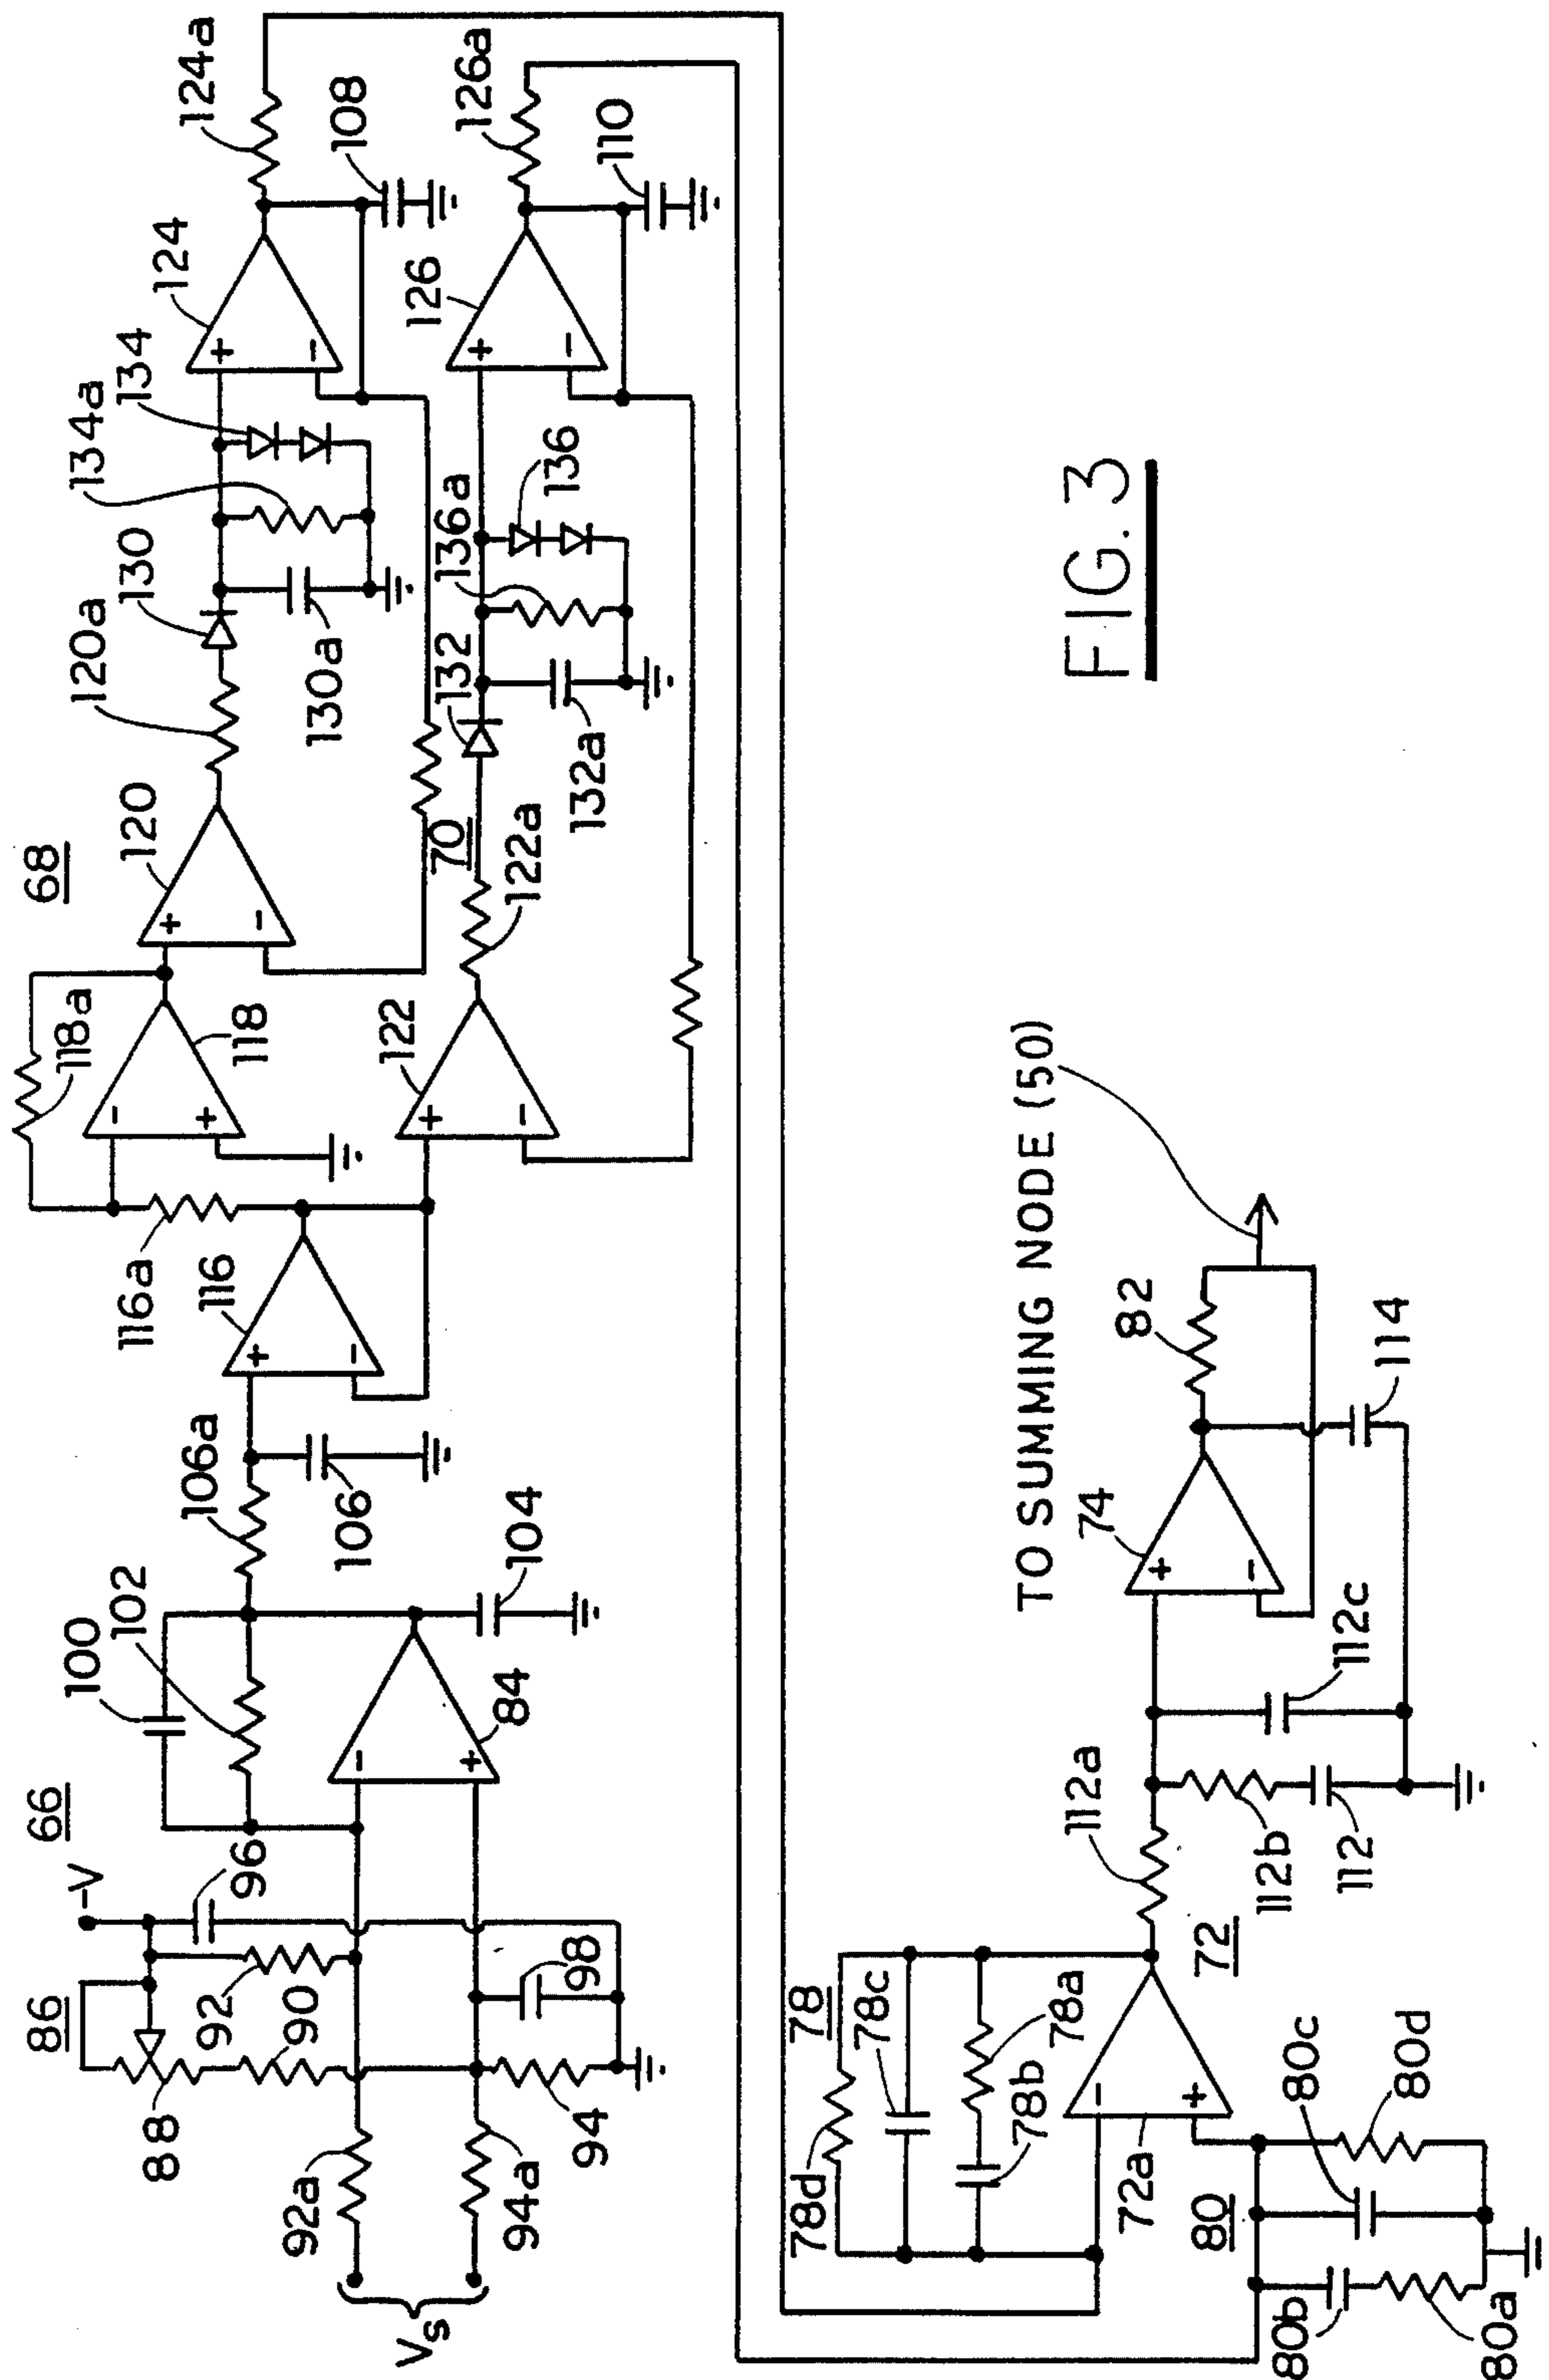 68
118a
118
120
120a
130
130a
134a
134
124
124a
108
116a
116
122
122a
70
132
132a
136a
136
126
126a
110
106a
106
66
100
102
84
104
-V
96
86
88
90
92
92a
98
94
94a
Vs
78
78d
78c
78b
78a
72a
72
80
80b
80a
80c
80d
112a
112b
112
112c
74
82
114
TO SUMMING NODE (50)
FIG. 3
+
-
+
-
+
-
+
-
+
-
+
-
+
-
+
-
+
-